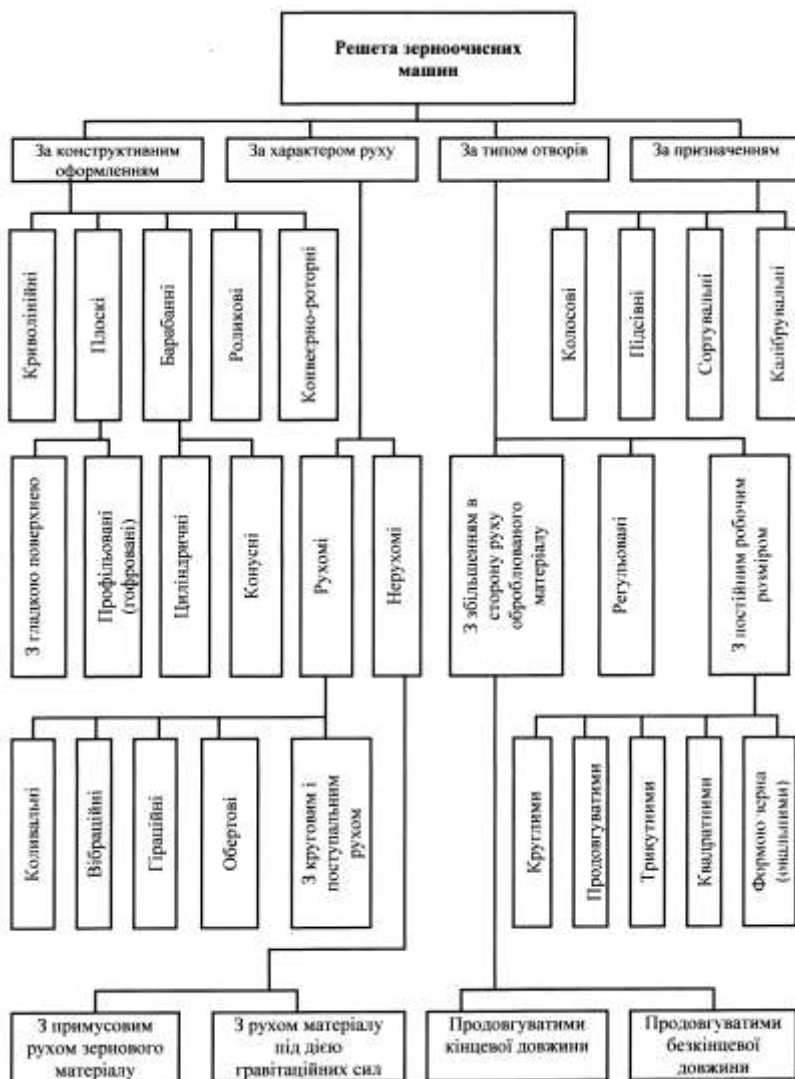 Решета зерноочисних
машин
За конструктивним
оформленням
За характером руху
За типом отворів
За призначенням
Криволінійні
Плоскі
Барабанні
Роликові
Конвеєрно-роторні
Колосові
Підсівні
Сортувальні
Калібрувальні
З гладкою поверхнею
Профільовані
(гофровані)
Циліндричні
Конусні
Рухомі
Нерухомі
З збільшенням в
сторону руху
оброблюваного
матеріалу
Регульовані
З постійним робочим
розміром
Коливальні
Вібраційні
Гіраційні
Обертові
З круговим і
поступальним
рухом
Круглими
Продовгуватими
Трикутними
Квадратними
Формою зерна
(овальними)
З примусовим
рухом зернового
матеріалу
З рухом матеріалу
під дією
гравітаційних сил
Продовгуватими
кінцевої довжини
Продовгуватими
безкінцевої
довжини